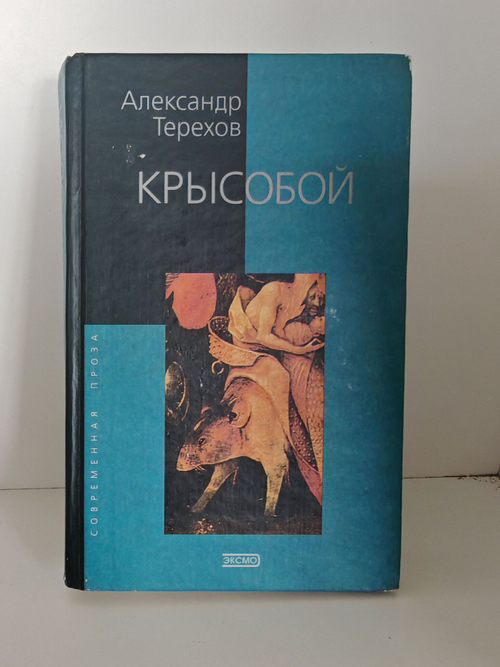 Александр
Терехов
КРЫСОБОЙ
СОВРЕМЕННАЯ ПРОЗА
ЭКСМО